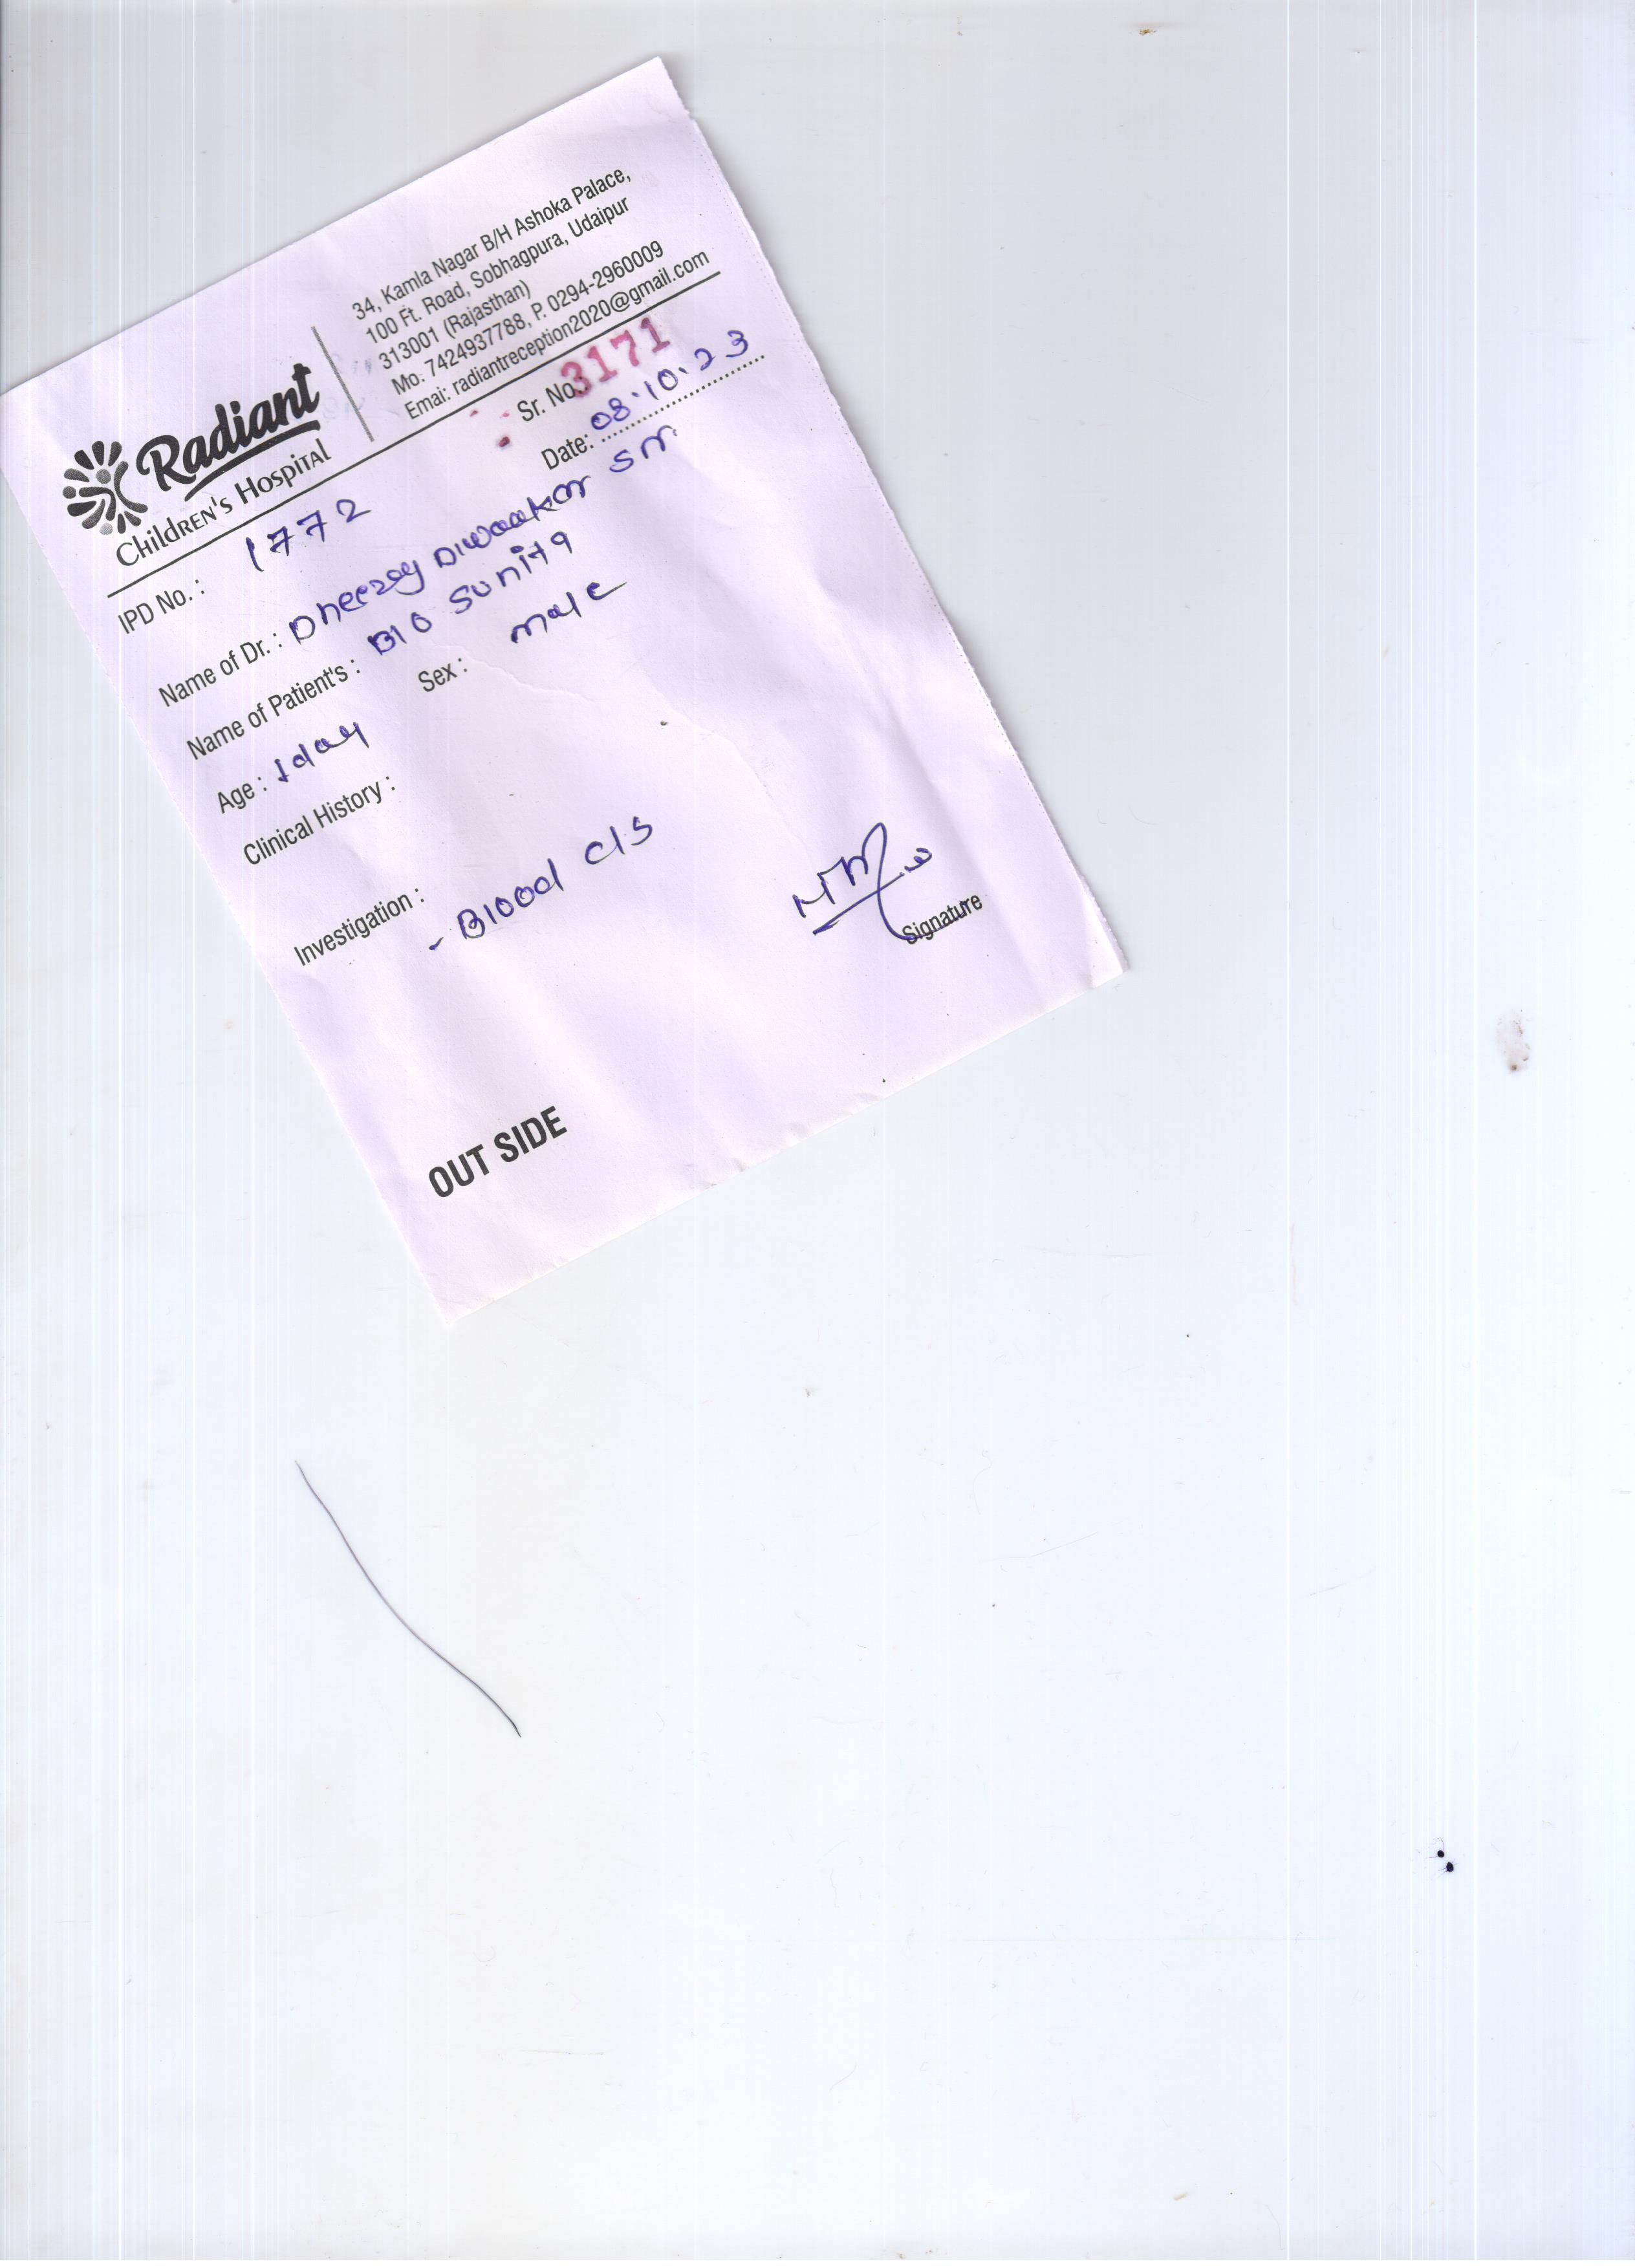 Radiant
Children's Hospital
34, Kamla Nagar B/H Ashoka Palace,
100 Ft. Road, Sobhagpura, Udaipur
313001 (Rajasthan)
Mo: 7424937788, P. 0294-2960009
Emai: radiantreception2020@gmail.com
Sr. No. 3171
IPD No. : 1772
Date: 08.10.23
Name of Dr. : Dheeraj Diwaakar Sir
Name of Patient's : B/O Sunita
Age : 1day Sex : male
Clinical History :
Investigation :
- Blood C/S
Signature
OUT SIDE